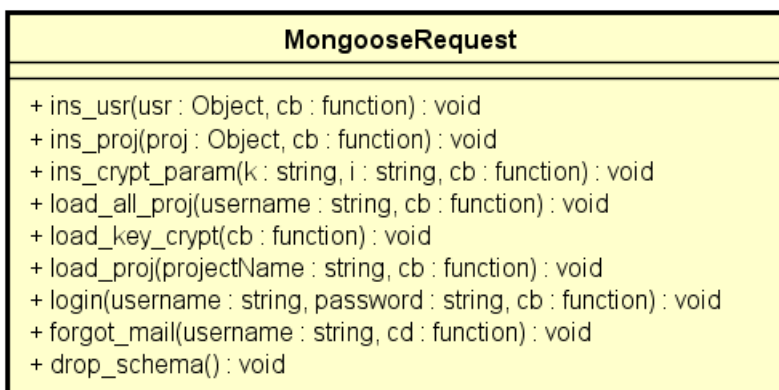 MongooseRequest
+ ins_usr(usr : Object, cb : function) : void
+ ins_proj(proj : Object, cb : function) : void
+ ins_crypt_param(k : string, i : string, cb : function) : void
+ load_all_proj(username : string, cb : function) : void
+ load_key_crypt(cb : function) : void
+ load_proj(projectName : string, cb : function) : void
+ login(username : string, password : string, cb : function) : void
+ forgot_mail(username : string, cd : function) : void
+ drop_schema() : void